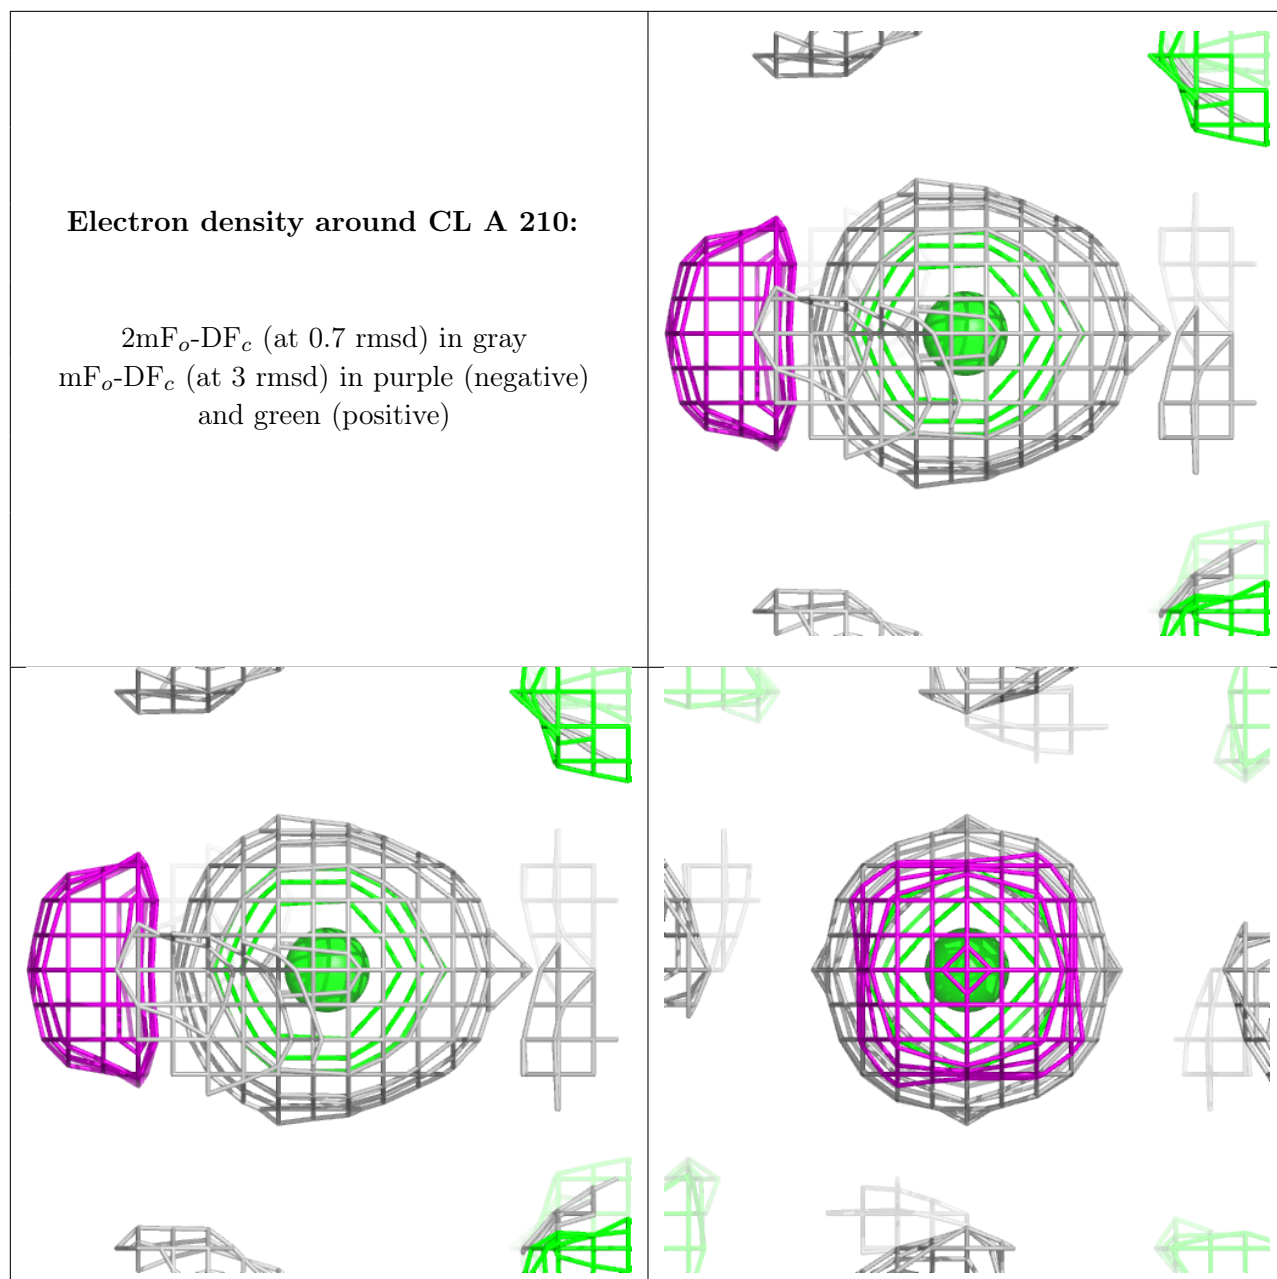 Electron density around CL A 210:
2mFo-DFc (at 0.7 rmsd) in gray
mFo-DFc (at 3 rmsd) in purple (negative)
and green (positive)